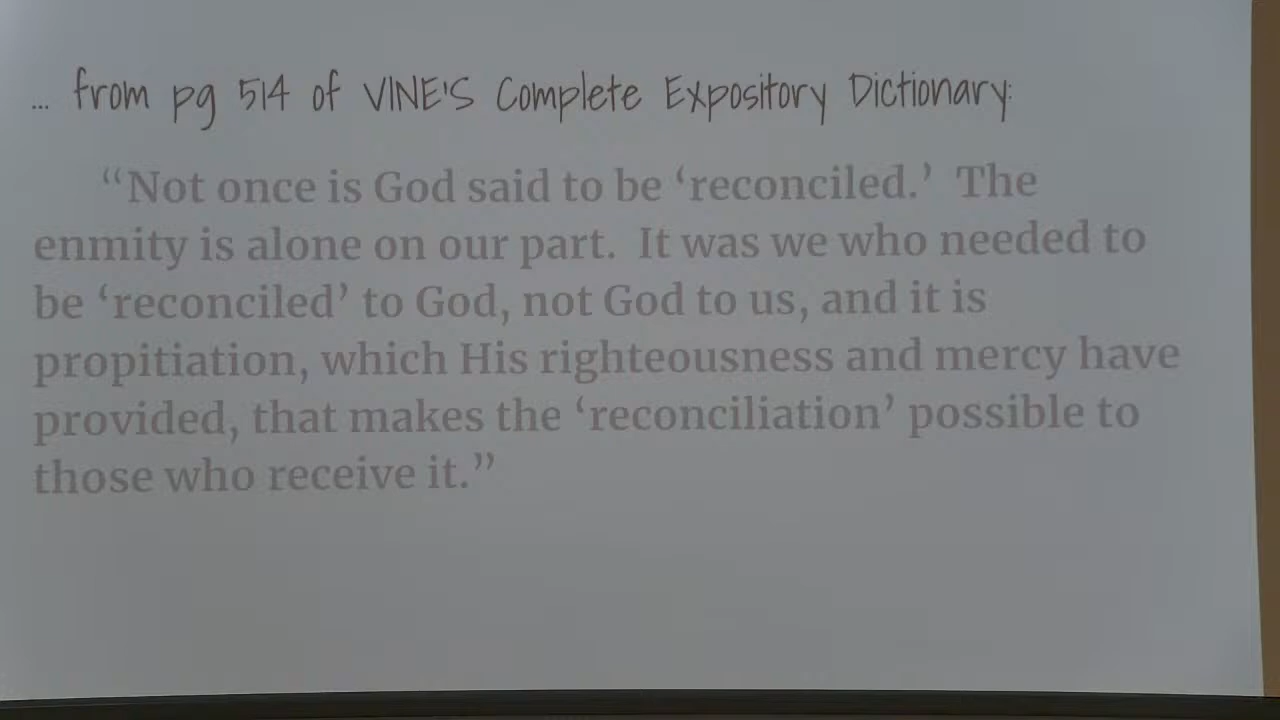 ... from pg 514 of VINE'S Complete Expository Dictionary:
“Not once is God said to be ‘reconciled.’ The
enmity is alone on our part. It was we who needed to
be ‘reconciled’ to God, not God to us, and it is
propitiation, which His righteousness and mercy have
provided, that makes the ‘reconciliation’ possible to
those who receive it.”